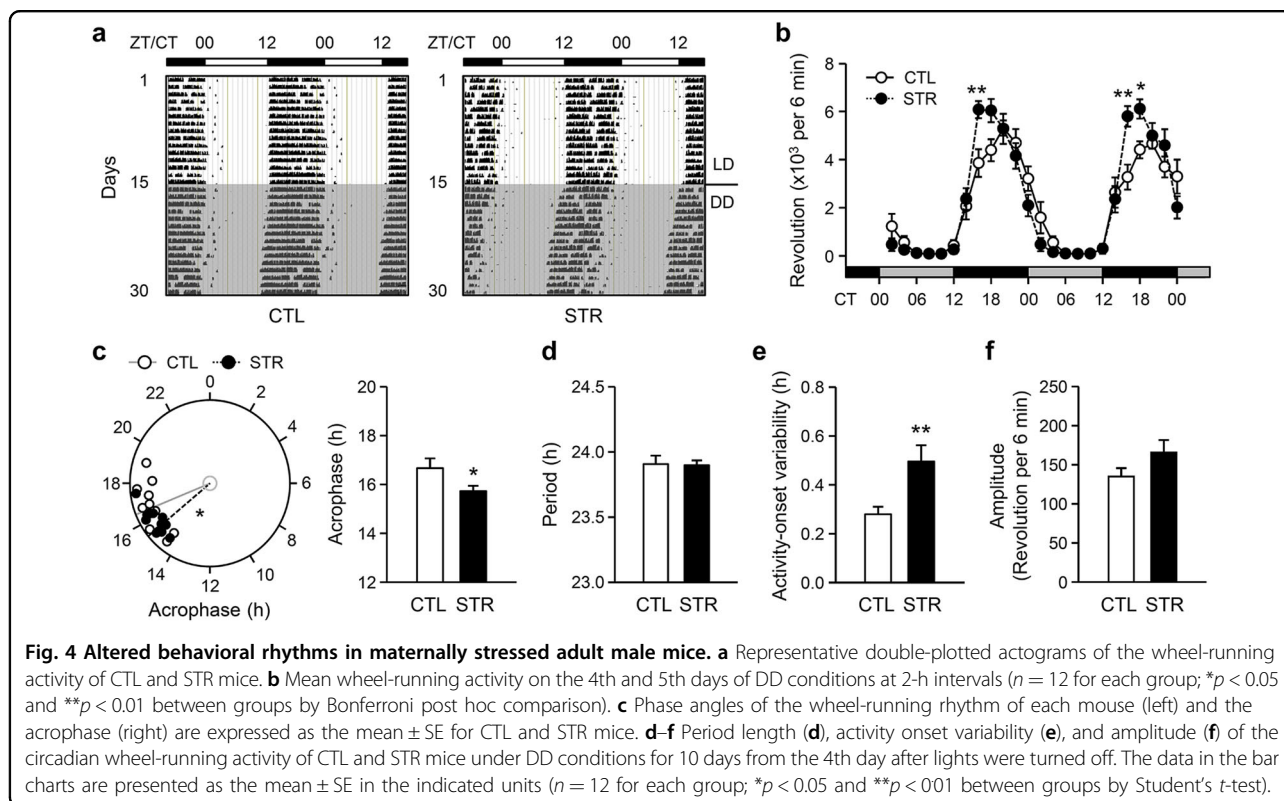 a
ZT/CT 00 12 00 12
ZT/CT 00 12 00 12
1
15
30
Days
CTL
1
15
30
STR
LD
DD
b
CTL
STR
Revolution (x10³ per 6 min)
8
6
4
2
0
** ** *
CT 00 06 12 18 00 06 12 18 00
c
CTL STR
0
2
4
6
8
10
12
14
16
18
20
22
*
Acrophase (h)
Acrophase (h)
20
18
16
14
12
*
CTL STR
d
Period (h)
24.5
24.0
23.5
23.0
CTL STR
e
Activity-onset variability (h)
0.8
0.6
0.4
0.2
0.0
**
CTL STR
f
Amplitude
(Revolution per 6 min)
250
200
150
100
50
0
CTL STR
Fig. 4 Altered behavioral rhythms in maternally stressed adult male mice. a Representative double-plotted actograms of the wheel-running
activity of CTL and STR mice. b Mean wheel-running activity on the 4th and 5th days of DD conditions at 2-h intervals (n = 12 for each group; *p < 0.05
and **p < 0.01 between groups by Bonferroni post hoc comparison). c Phase angles of the wheel-running rhythm of each mouse (left) and the
acrophase (right) are expressed as the mean ± SE for CTL and STR mice. d–f Period length (d), activity onset variability (e), and amplitude (f) of the
circadian wheel-running activity of CTL and STR mice under DD conditions for 10 days from the 4th day after lights were turned off. The data in the bar
charts are presented as the mean ± SE in the indicated units (n = 12 for each group; *p < 0.05 and **p < 001 between groups by Student's t-test).